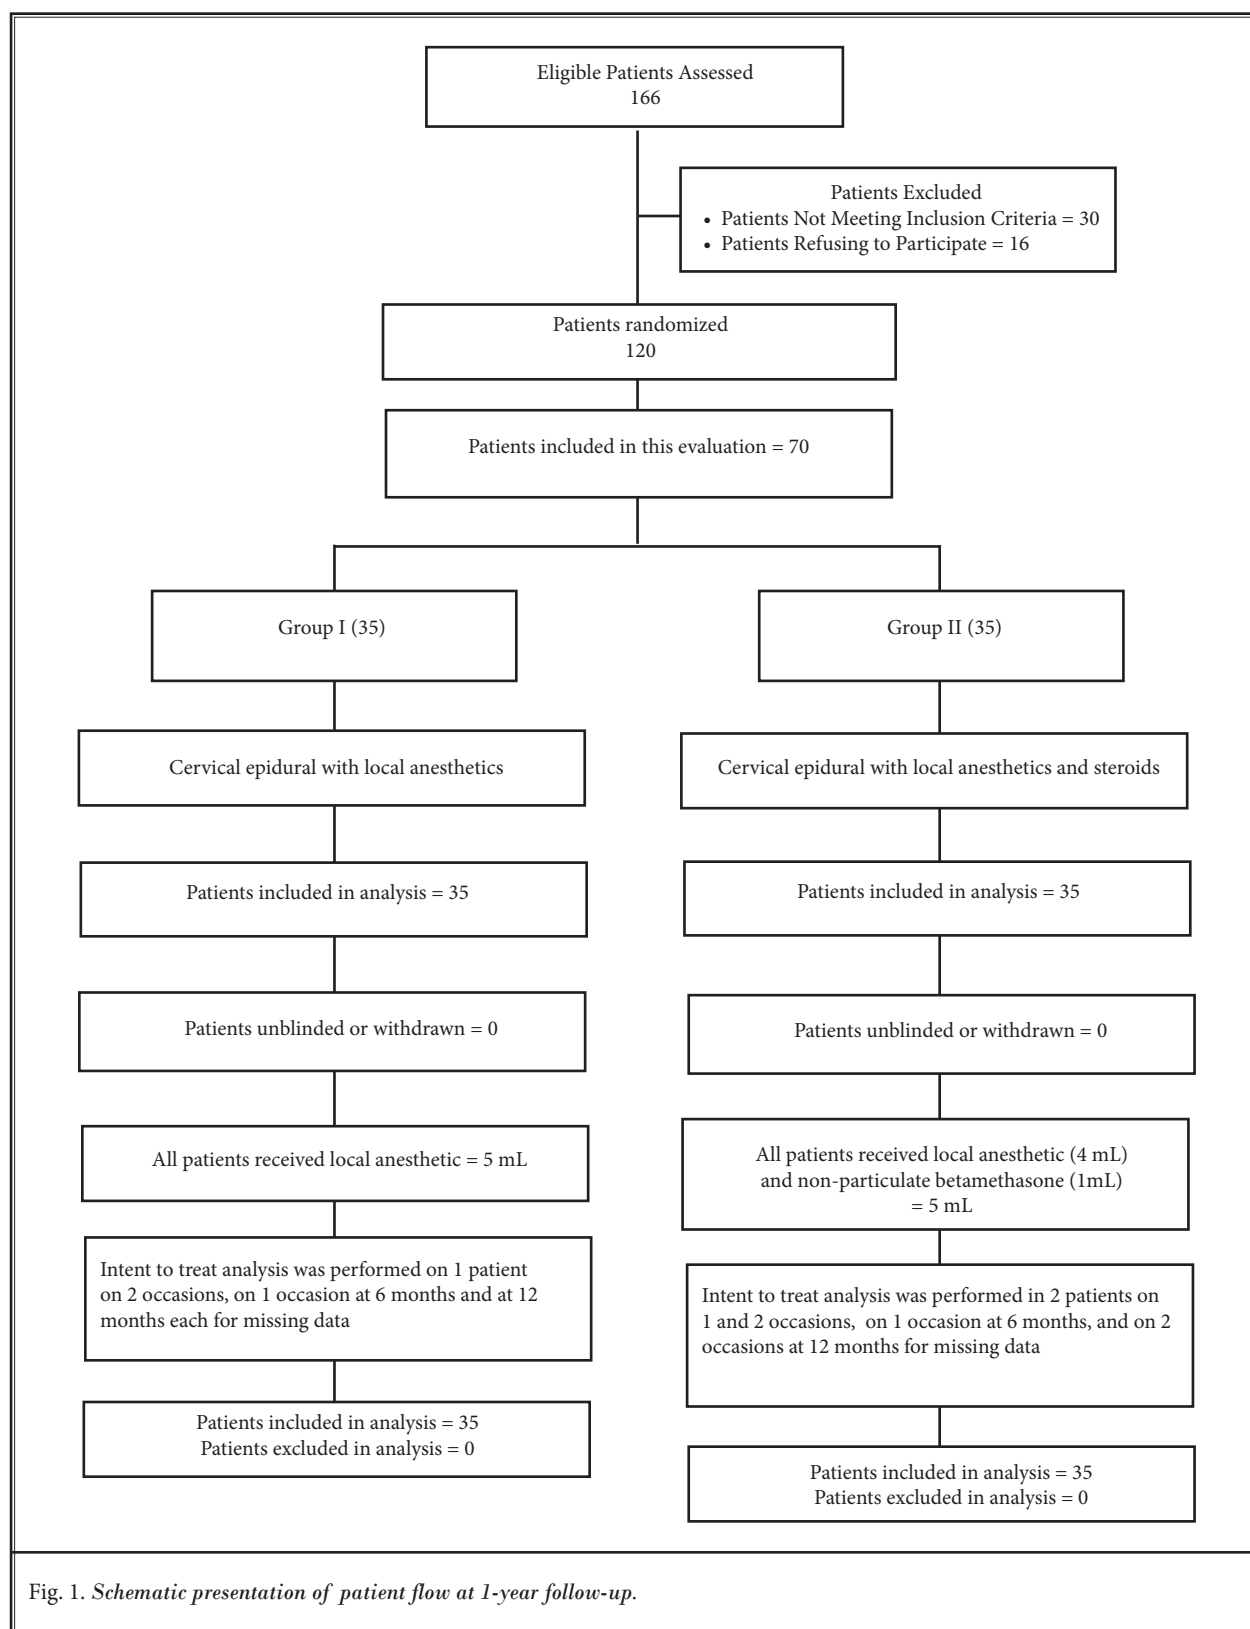 Eligible Patients Assessed
166
Patients Excluded
• Patients Not Meeting Inclusion Criteria = 30
• Patients Refusing to Participate = 16
Patients randomized
120
Patients included in this evaluation = 70
Group I (35)
Group II (35)
Cervical epidural with local anesthetics
Cervical epidural with local anesthetics and steroids
Patients included in analysis = 35
Patients included in analysis = 35
Patients unblinded or withdrawn = 0
Patients unblinded or withdrawn = 0
All patients received local anesthetic = 5 mL
All patients received local anesthetic (4 mL)
and non-particulate betamethasone (1mL)
= 5 mL
Intent to treat analysis was performed on 1 patient
on 2 occasions, on 1 occasion at 6 months and at 12
months each for missing data
Intent to treat analysis was performed in 2 patients on
1 and 2 occasions, on 1 occasion at 6 months, and on 2
occasions at 12 months for missing data
Patients included in analysis = 35
Patients excluded in analysis = 0
Patients included in analysis = 35
Patients excluded in analysis = 0
Fig. 1. Schematic presentation of patient flow at 1-year follow-up.